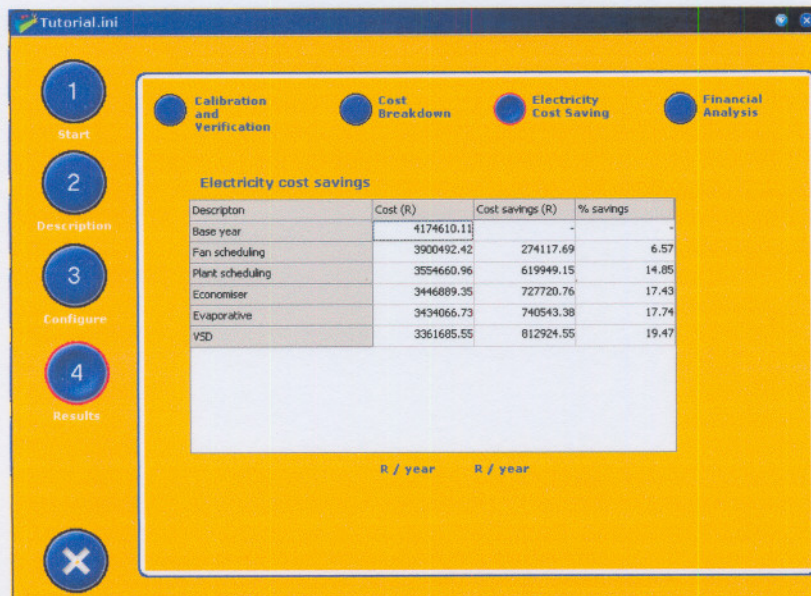 Tutorial.ini
1
Start
2
Description
3
Configure
4
Results
Calibration
and
Verification
Cost
Breakdown
Electricity
Cost Saving
Financial
Analysis
Electricity cost savings
Descripton Cost (R) Cost savings (R) % savings
Base year 4174610.11 - -
Fan scheduling 3900492.42 274117.69 6.57
Plant scheduling 3554660.96 619949.15 14.85
Economiser 3446889.35 727720.76 17.43
Evaporative 3434066.73 740543.38 17.74
VSD 3361685.55 812924.55 19.47
R / year R / year